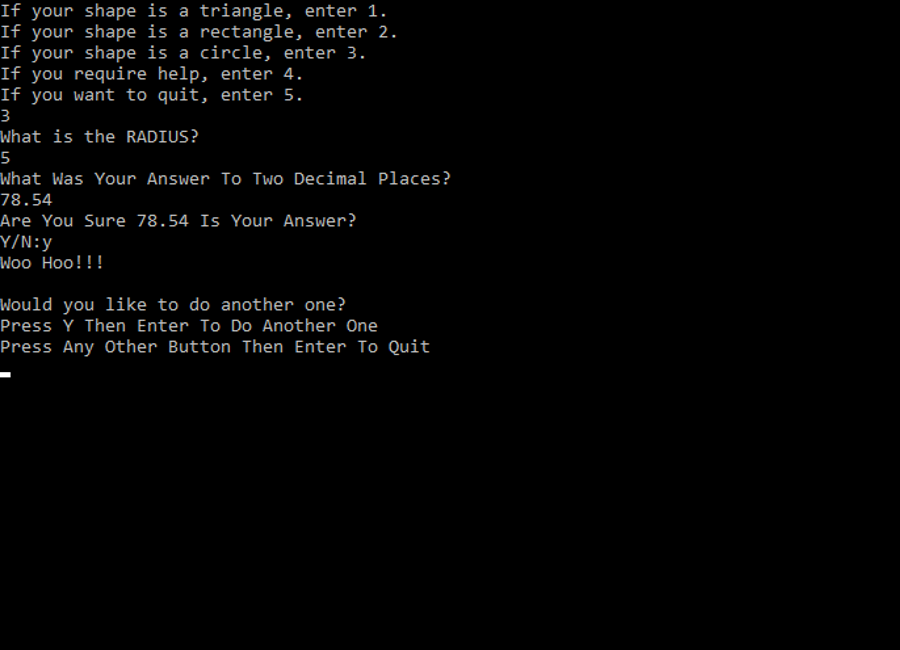 If your shape is a triangle, enter 1.
If your shape is a rectangle, enter 2.
If your shape is a circle, enter 3.
If you require help, enter 4.
If you want to quit, enter 5.
3
What is the RADIUS?
5
What Was Your Answer To Two Decimal Places?
78.54
Are You Sure 78.54 Is Your Answer?
Y/N:y
Woo Hoo!!!
Would you like to do another one?
Press Y Then Enter To Do Another One
Press Any Other Button Then Enter To Quit